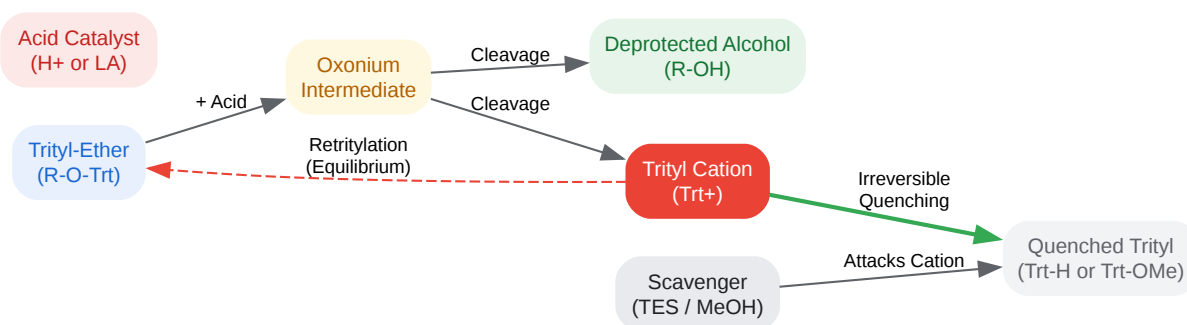 Acid Catalyst
(H+ or LA)
Oxonium
Intermediate
Cleavage
Deprotected Alcohol
(R-OH)
+ Acid
Cleavage
Trityl-Ether
(R-O-Trt)
Retritylation
(Equilibrium)
Trityl Cation
(Trt+)
Irreversible
Quenching
Scavenger
(TES / MeOH)
Attacks Cation
Quenched Trityl
(Trt-H or Trt-OMe)